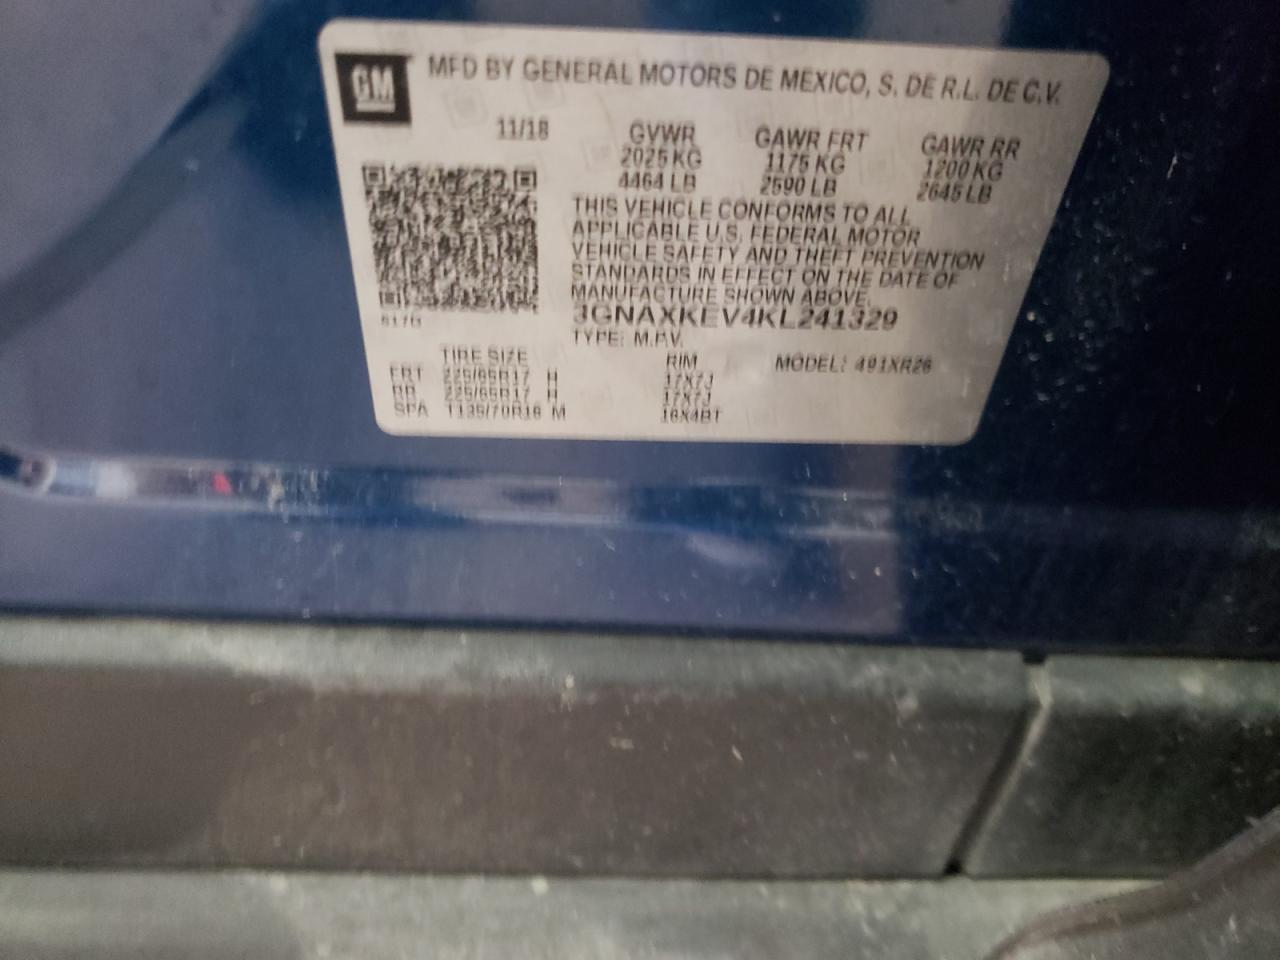 GM MFD BY GENERAL MOTORS DE MEXICO, S. DE R.L. DE C.V.
11/18 GVWR GAWR FRT GAWR RR
2025 KG 1175 KG 1200 KG
4464 LB 2590 LB 2645 LB
THIS VEHICLE CONFORMS TO ALL
APPLICABLE U.S. FEDERAL MOTOR
VEHICLE SAFETY AND THEFT PREVENTION
STANDARDS IN EFFECT ON THE DATE OF
MANUFACTURE SHOWN ABOVE.
3GNAXKEV4KL241329
TYPE: M.P.V.
TIRE SIZE RIM MODEL: 491XR26
FRT 225/65R17 H 17X7J
RR 225/65R17 H 17X7J
SPA T135/70R16 M 16X4BT